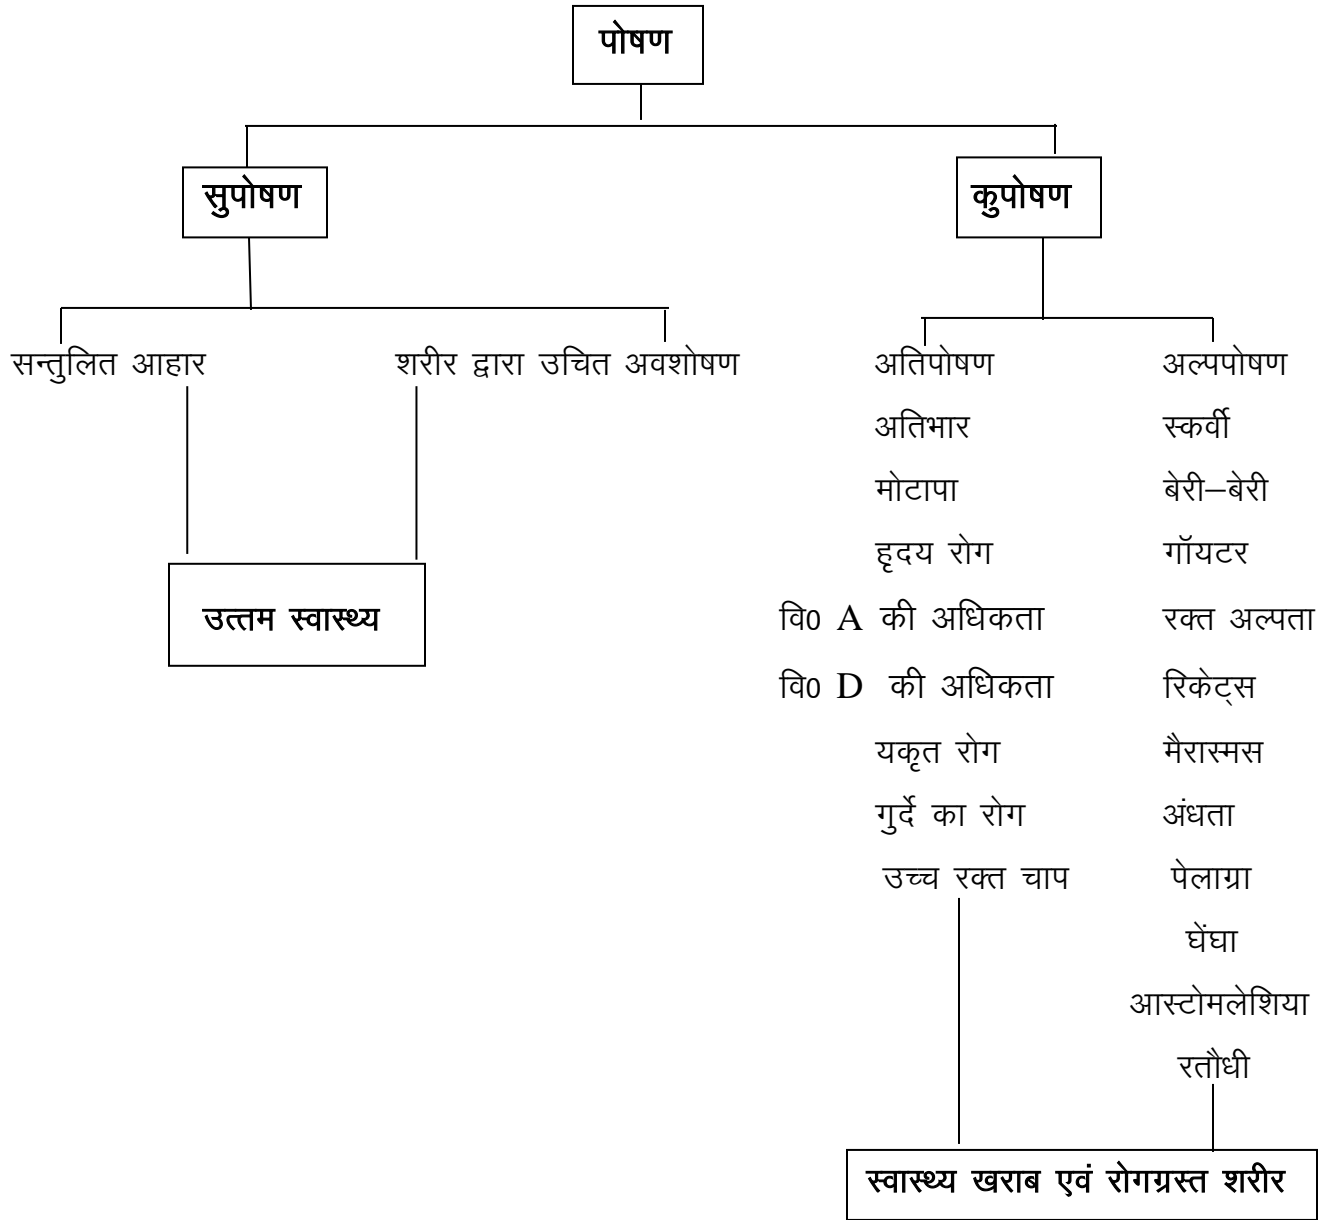 पोषण
सुपोषण कुपोषण
सन्तुलित आहार शरीर द्वारा उचित अवशोषण अतिपोषण अल्पपोषण
अतिभार स्कर्वी
मोटापा बेरी–बेरी
हृदय रोग गॉयटर
वि0 A की अधिकता रक्त अल्पता
उत्तम स्वास्थ्य
वि0 D की अधिकता रिकेट्स
यकृत रोग मैरास्मस
गुर्दे का रोग अंधता
उच्च रक्त चाप पेलाग्रा
घेंघा
आस्टोमलेशिया
रतौधी
स्वास्थ्य खराब एवं रोगग्रस्त शरीर